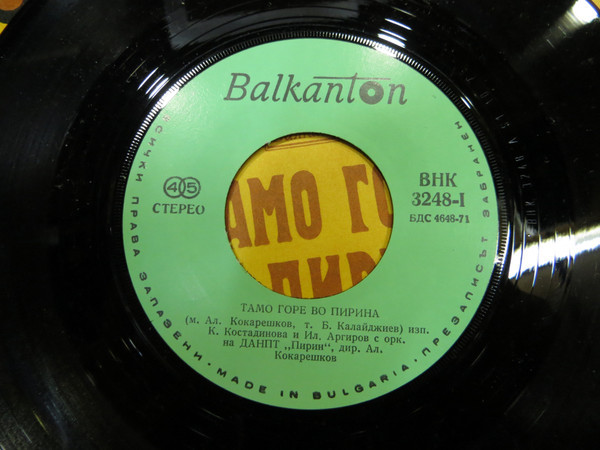 Balkanton
45
СТЕРЕО
ВНК
3248-I
БДС 4648-71
АМО ГО
ПИР
ТАМО ГОРЕ ВО ПИРИНА
(м. Ал. Кокарешков, т. Б. Калайджиев) изп.
К. Костадинова и Ил. Аргиров с орк.
на ДАНПТ „Пирин“, дир. Ал.
Кокарешков
ВСИЧКИ ПРАВА ЗАПАЗЕНИ · MADE IN BULGARIA · ПРЕЗАПИСЪТ ЗАБРАНЕН